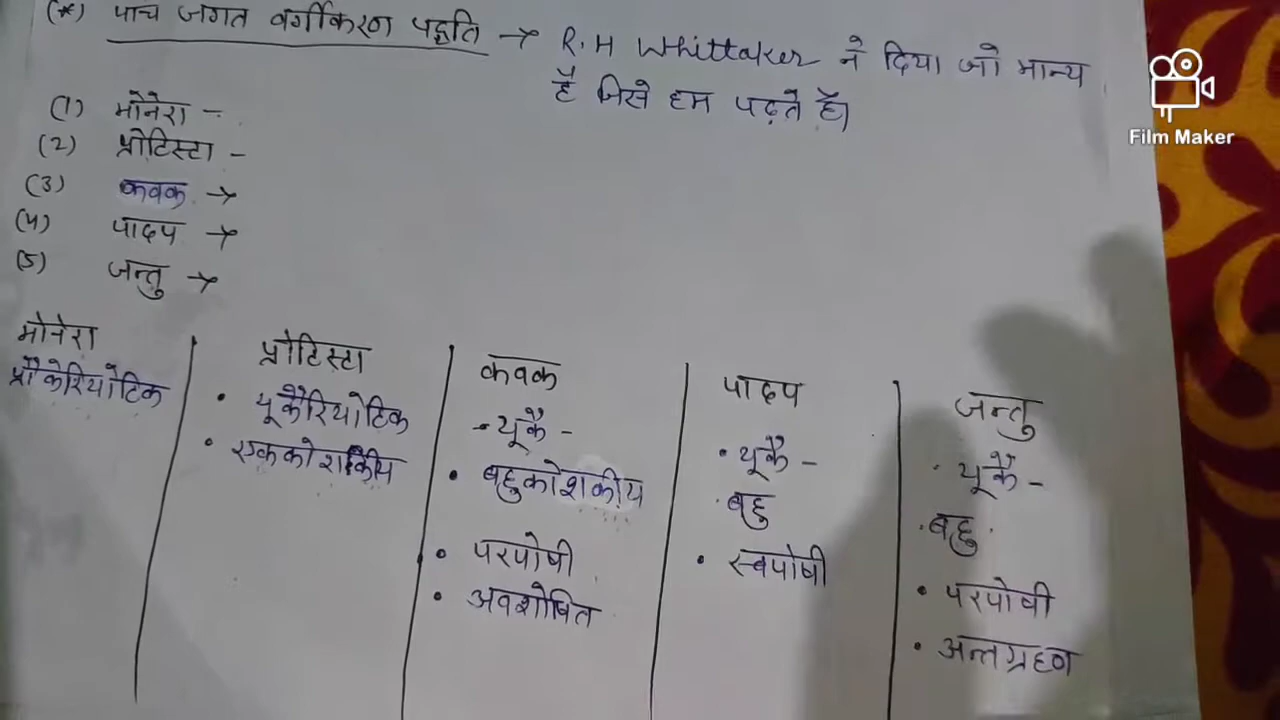 (*) पाच जगत वर्गीकरण पद्धति → R.H Whittaker ने दिया जो मान्य
है जिसे हम पढ़ते हैं।
(1) मोनेरा -
(2) प्रोटिस्टा -
(3) कवक →
(4) पादप →
(5) जन्तु →
मोनेरा
प्रौकेरियोटिक
प्रोटिस्टा
• यूकैरियोटिक
• एककोशकीय
कवक
- यूकै -
• बहुकोशकीय
• परपोषी
• अवशोषित
पादप
• यूकै -
• बहु
• स्वपोषी
जन्तु
• यूकै -
• बहु
• परपोषी
• अन्तग्रहण
Film Maker